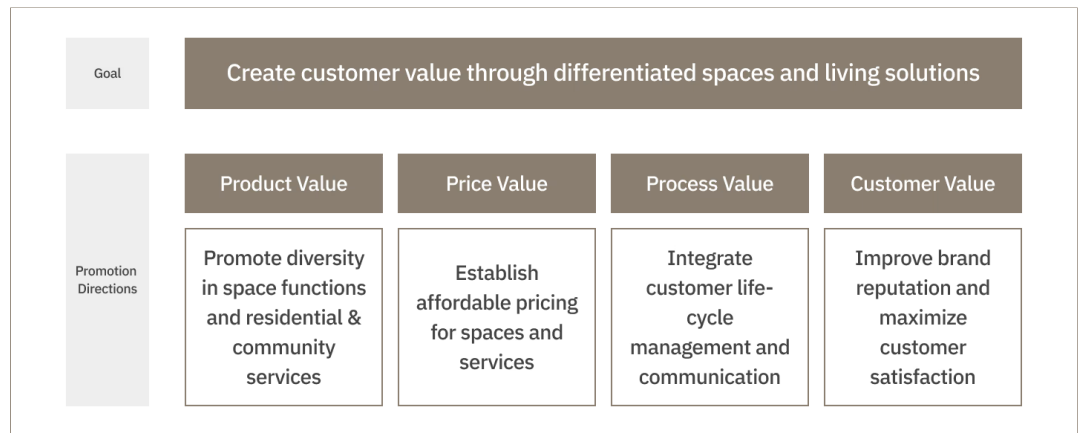 Goal
Create customer value through differentiated spaces and living solutions
Promotion
Directions
Product Value
Promote diversity
in space functions
and residential &
community
services
Price Value
Establish
affordable pricing
for spaces and
services
Process Value
Integrate
customer life-
cycle
management and
communication
Customer Value
Improve brand
reputation and
maximize
customer
satisfaction